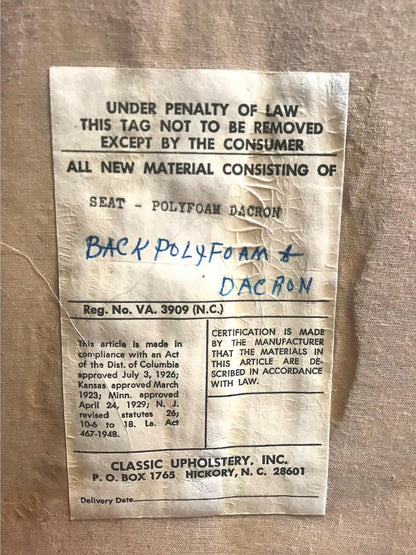 UNDER PENALTY OF LAW
THIS TAG NOT TO BE REMOVED
EXCEPT BY THE CONSUMER
ALL NEW MATERIAL CONSISTING OF
SEAT - POLYFOAM DACRON
BACK POLYFOAM &
DACRON
Reg. No. VA. 3909 (N.C.)
This article is made in
compliance with an Act
of the Dist. of Columbia
approved July 3, 1926;
Kansas approved March
1923; Minn. approved
April 24, 1929; N. J.
revised statutes 26;
10-6 to 18. La. Act
467-1948.
CERTIFICATION IS MADE
BY THE MANUFACTURER
THAT THE MATERIALS IN
THIS ARTICLE ARE DE-
SCRIBED IN ACCORDANCE
WITH LAW.
CLASSIC UPHOLSTERY, INC.
P. O. BOX 1765 HICKORY, N. C. 28601
Delivery Date